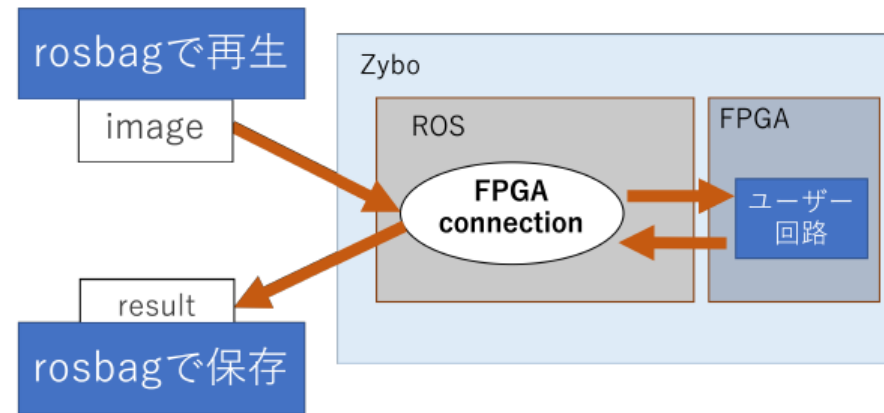 rosbagで再生
image
Zybo
ROS
FPGA
connection
FPGA
ユーザー
回路
result
rosbagで保存